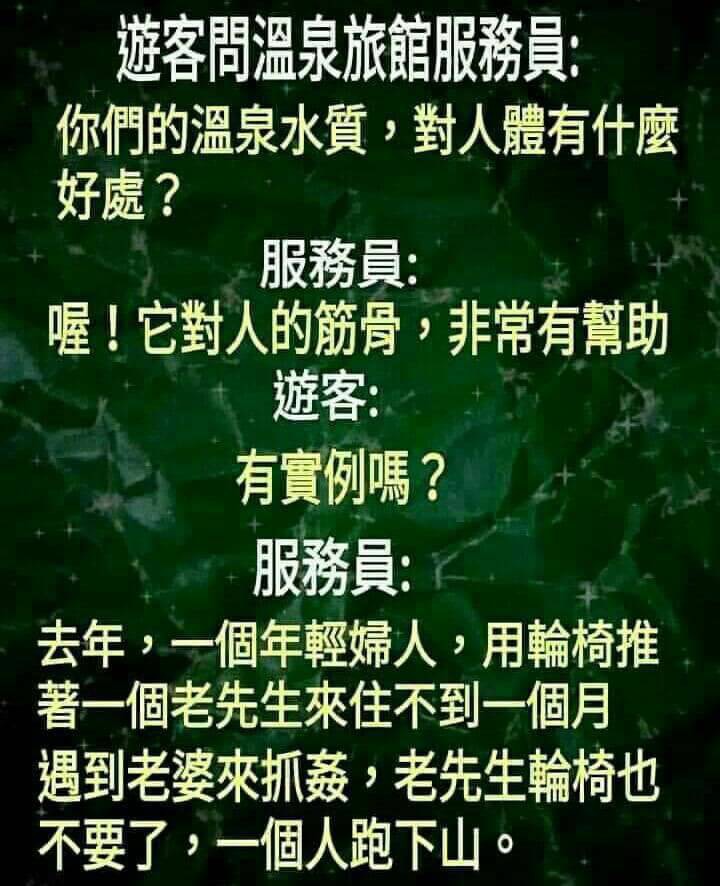 遊客問溫泉旅館服務員:
你們的溫泉水質，對人體有什麼
好處？
服務員:
喔！它對人的筋骨，非常有幫助
遊客:
有實例嗎？
服務員:
去年，一個年輕婦人，用輪椅推
著一個老先生來住不到一個月
遇到老婆來抓姦，老先生輪椅也
不要了，一個人跑下山。